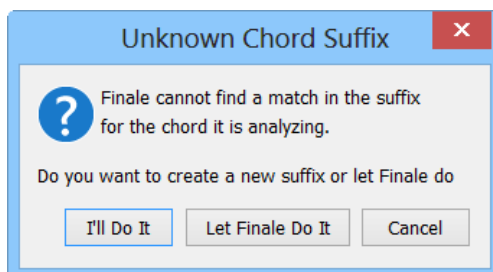 Unknown Chord Suffix
Finale cannot find a match in the suffix
for the chord it is analyzing.
Do you want to create a new suffix or let Finale do
I'll Do It Let Finale Do It Cancel